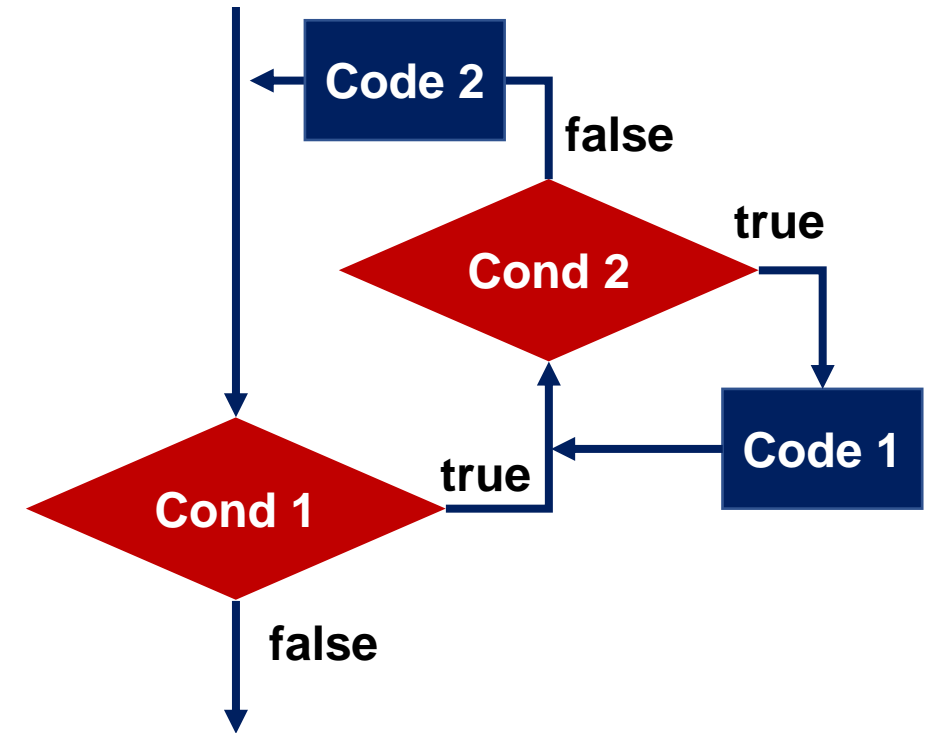 Code 2
false
true
Cond 2
Code 1
true
Cond 1
false